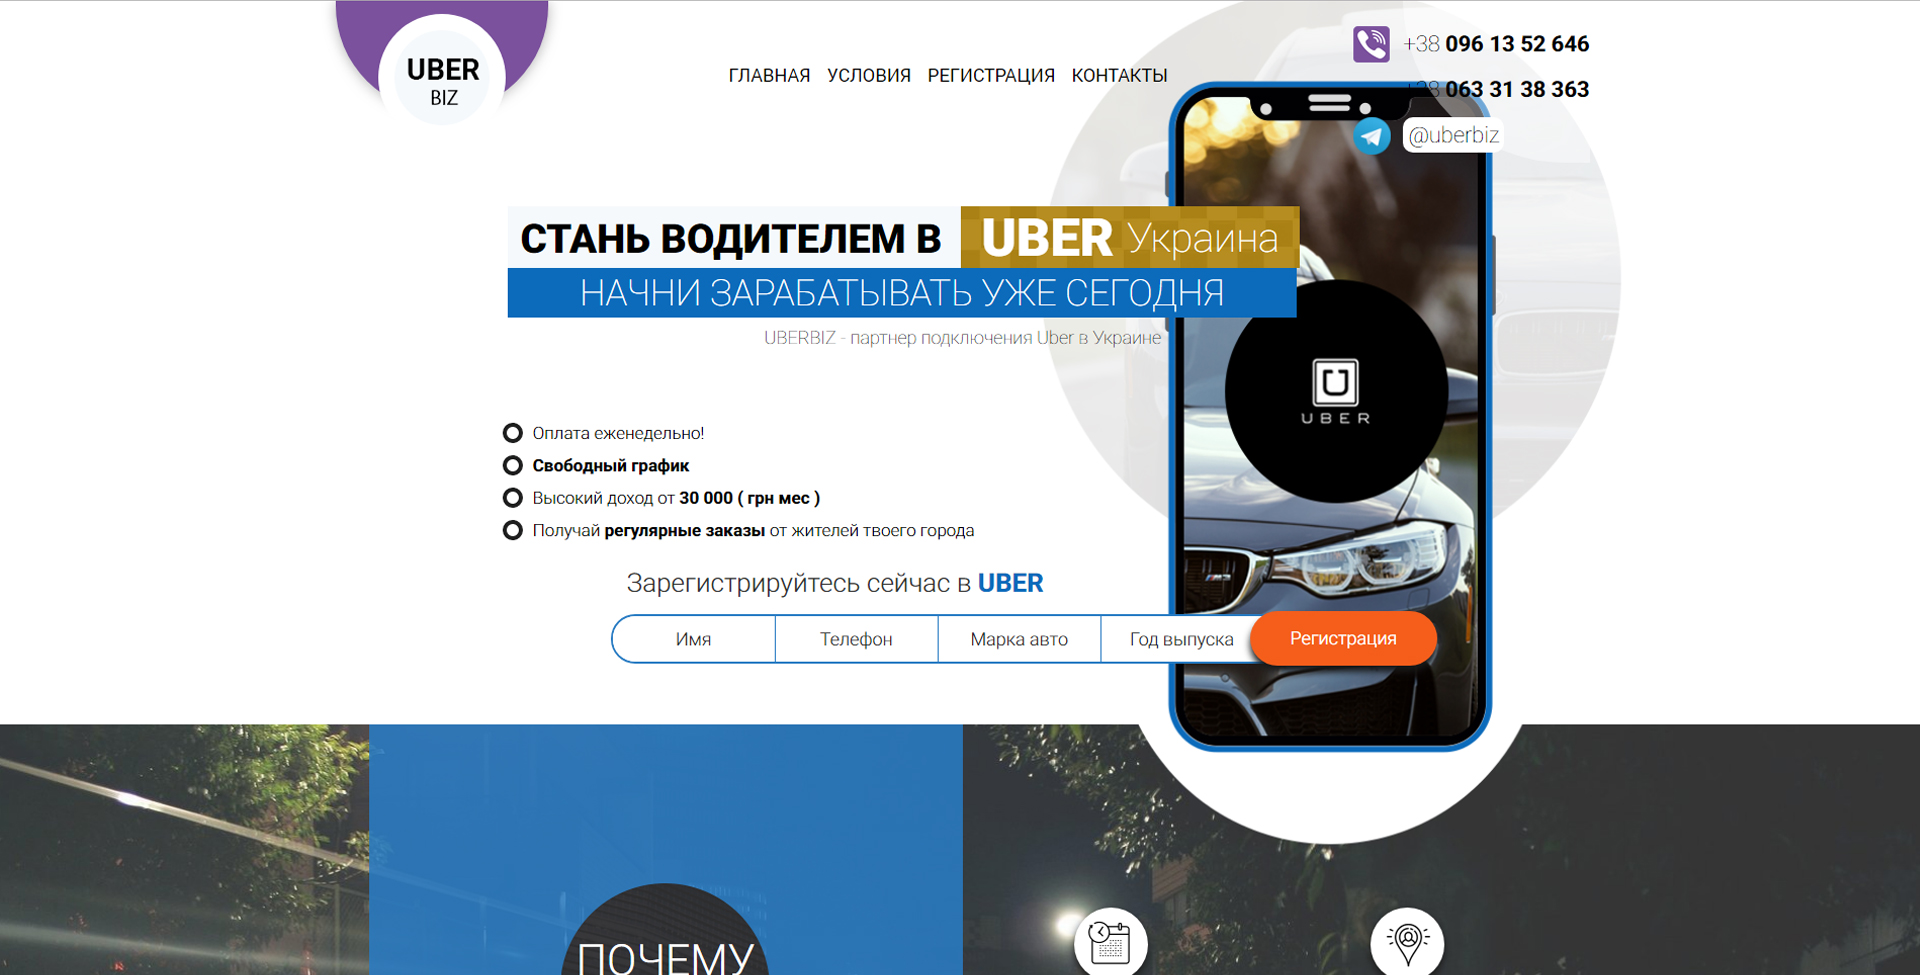 UBER
BIZ
ГЛАВНАЯ УСЛОВИЯ РЕГИСТРАЦИЯ КОНТАКТЫ
+38 096 13 52 646
+38 063 31 38 363
@uberbiz
СТАНЬ ВОДИТЕЛЕМ В UBER Украина
НАЧНИ ЗАРАБАТЫВАТЬ УЖЕ СЕГОДНЯ
UBERBIZ - партнер подключения Uber в Украине
UBER
Оплата еженедельно!
Свободный график
Высокий доход от 30 000 ( грн мес )
Получай регулярные заказы от жителей твоего города
Зарегистрируйтесь сейчас в UBER
Имя Телефон Марка авто Год выпуска Регистрация
ПОЧЕМУ